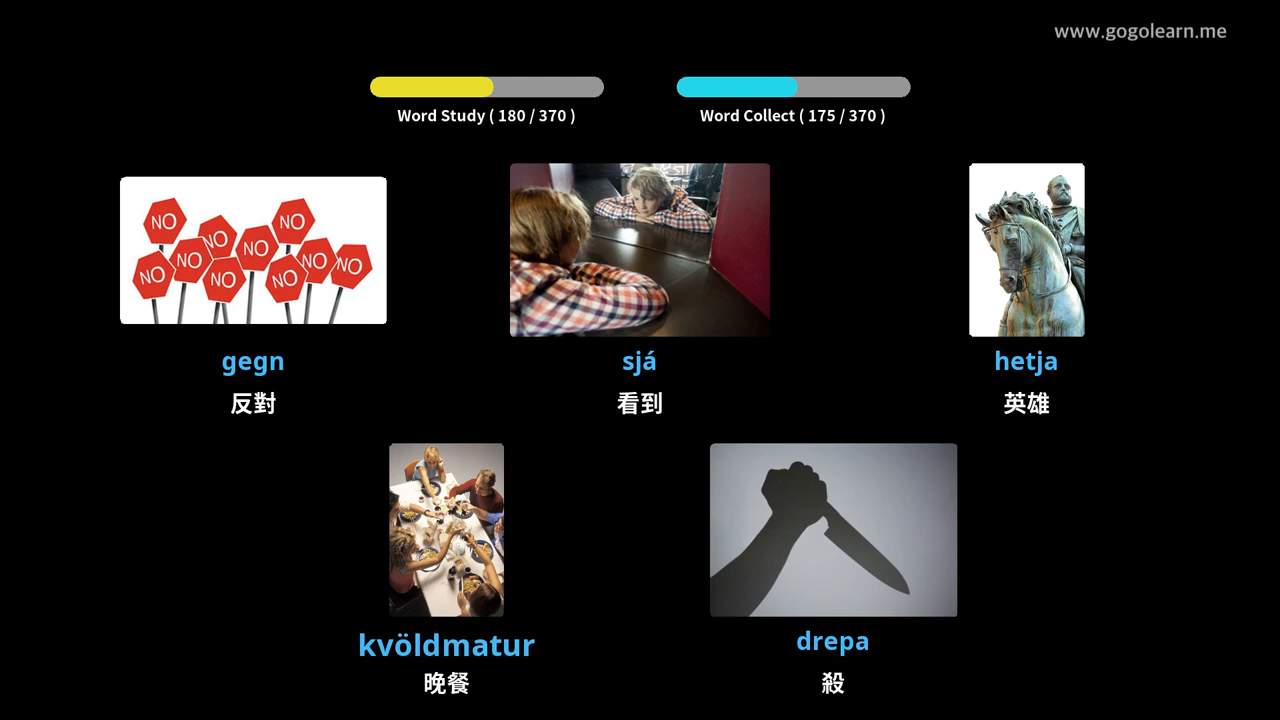 www.gogolearn.me
Word Study ( 180 / 370 )
Word Collect ( 175 / 370 )
NO
NO
NO
NO
NO
NO
NO
NO
NO
NO
gegn
反對
sjá
看到
hetja
英雄
kvöldmatur
晚餐
drepa
殺